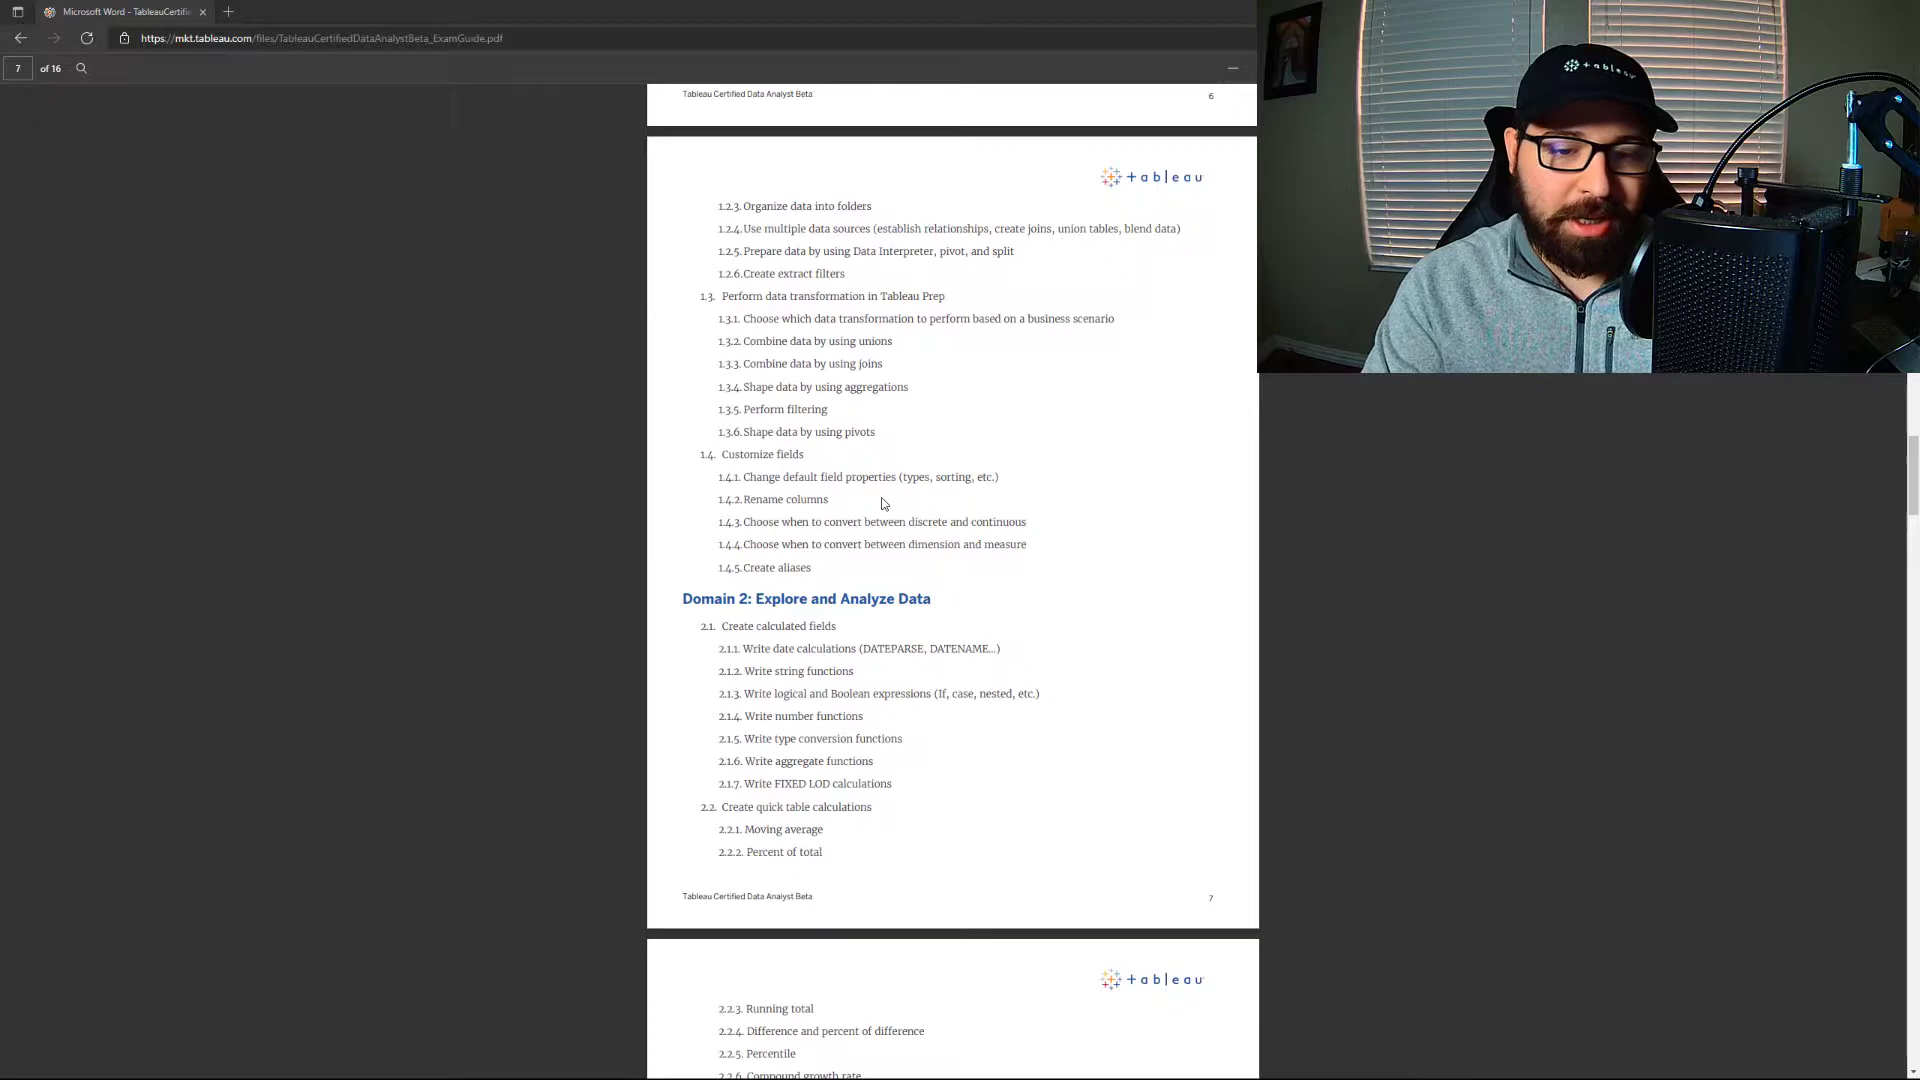 Microsoft Word - TableauCertifie
https://mkt.tableau.com/files/TableauCertifiedDataAnalystBeta_ExamGuide.pdf
7 of 16
Tableau Certified Data Analyst Beta 6
+ a b | e a u
1.2.3. Organize data into folders
1.2.4. Use multiple data sources (establish relationships, create joins, union tables, blend data)
1.2.5. Prepare data by using Data Interpreter, pivot, and split
1.2.6. Create extract filters
1.3. Perform data transformation in Tableau Prep
1.3.1. Choose which data transformation to perform based on a business scenario
1.3.2. Combine data by using unions
1.3.3. Combine data by using joins
1.3.4. Shape data by using aggregations
1.3.5. Perform filtering
1.3.6. Shape data by using pivots
1.4. Customize fields
1.4.1. Change default field properties (types, sorting, etc.)
1.4.2. Rename columns
1.4.3. Choose when to convert between discrete and continuous
1.4.4. Choose when to convert between dimension and measure
1.4.5. Create aliases
Domain 2: Explore and Analyze Data
2.1. Create calculated fields
2.1.1. Write date calculations (DATEPARSE, DATENAME...)
2.1.2. Write string functions
2.1.3. Write logical and Boolean expressions (If, case, nested, etc.)
2.1.4. Write number functions
2.1.5. Write type conversion functions
2.1.6. Write aggregate functions
2.1.7. Write FIXED LOD calculations
2.2. Create quick table calculations
2.2.1. Moving average
2.2.2. Percent of total
Tableau Certified Data Analyst Beta 7
+ a b | e a u
2.2.3. Running total
2.2.4. Difference and percent of difference
2.2.5. Percentile
2.2.6. Compound growth rate
+ a b l e a u